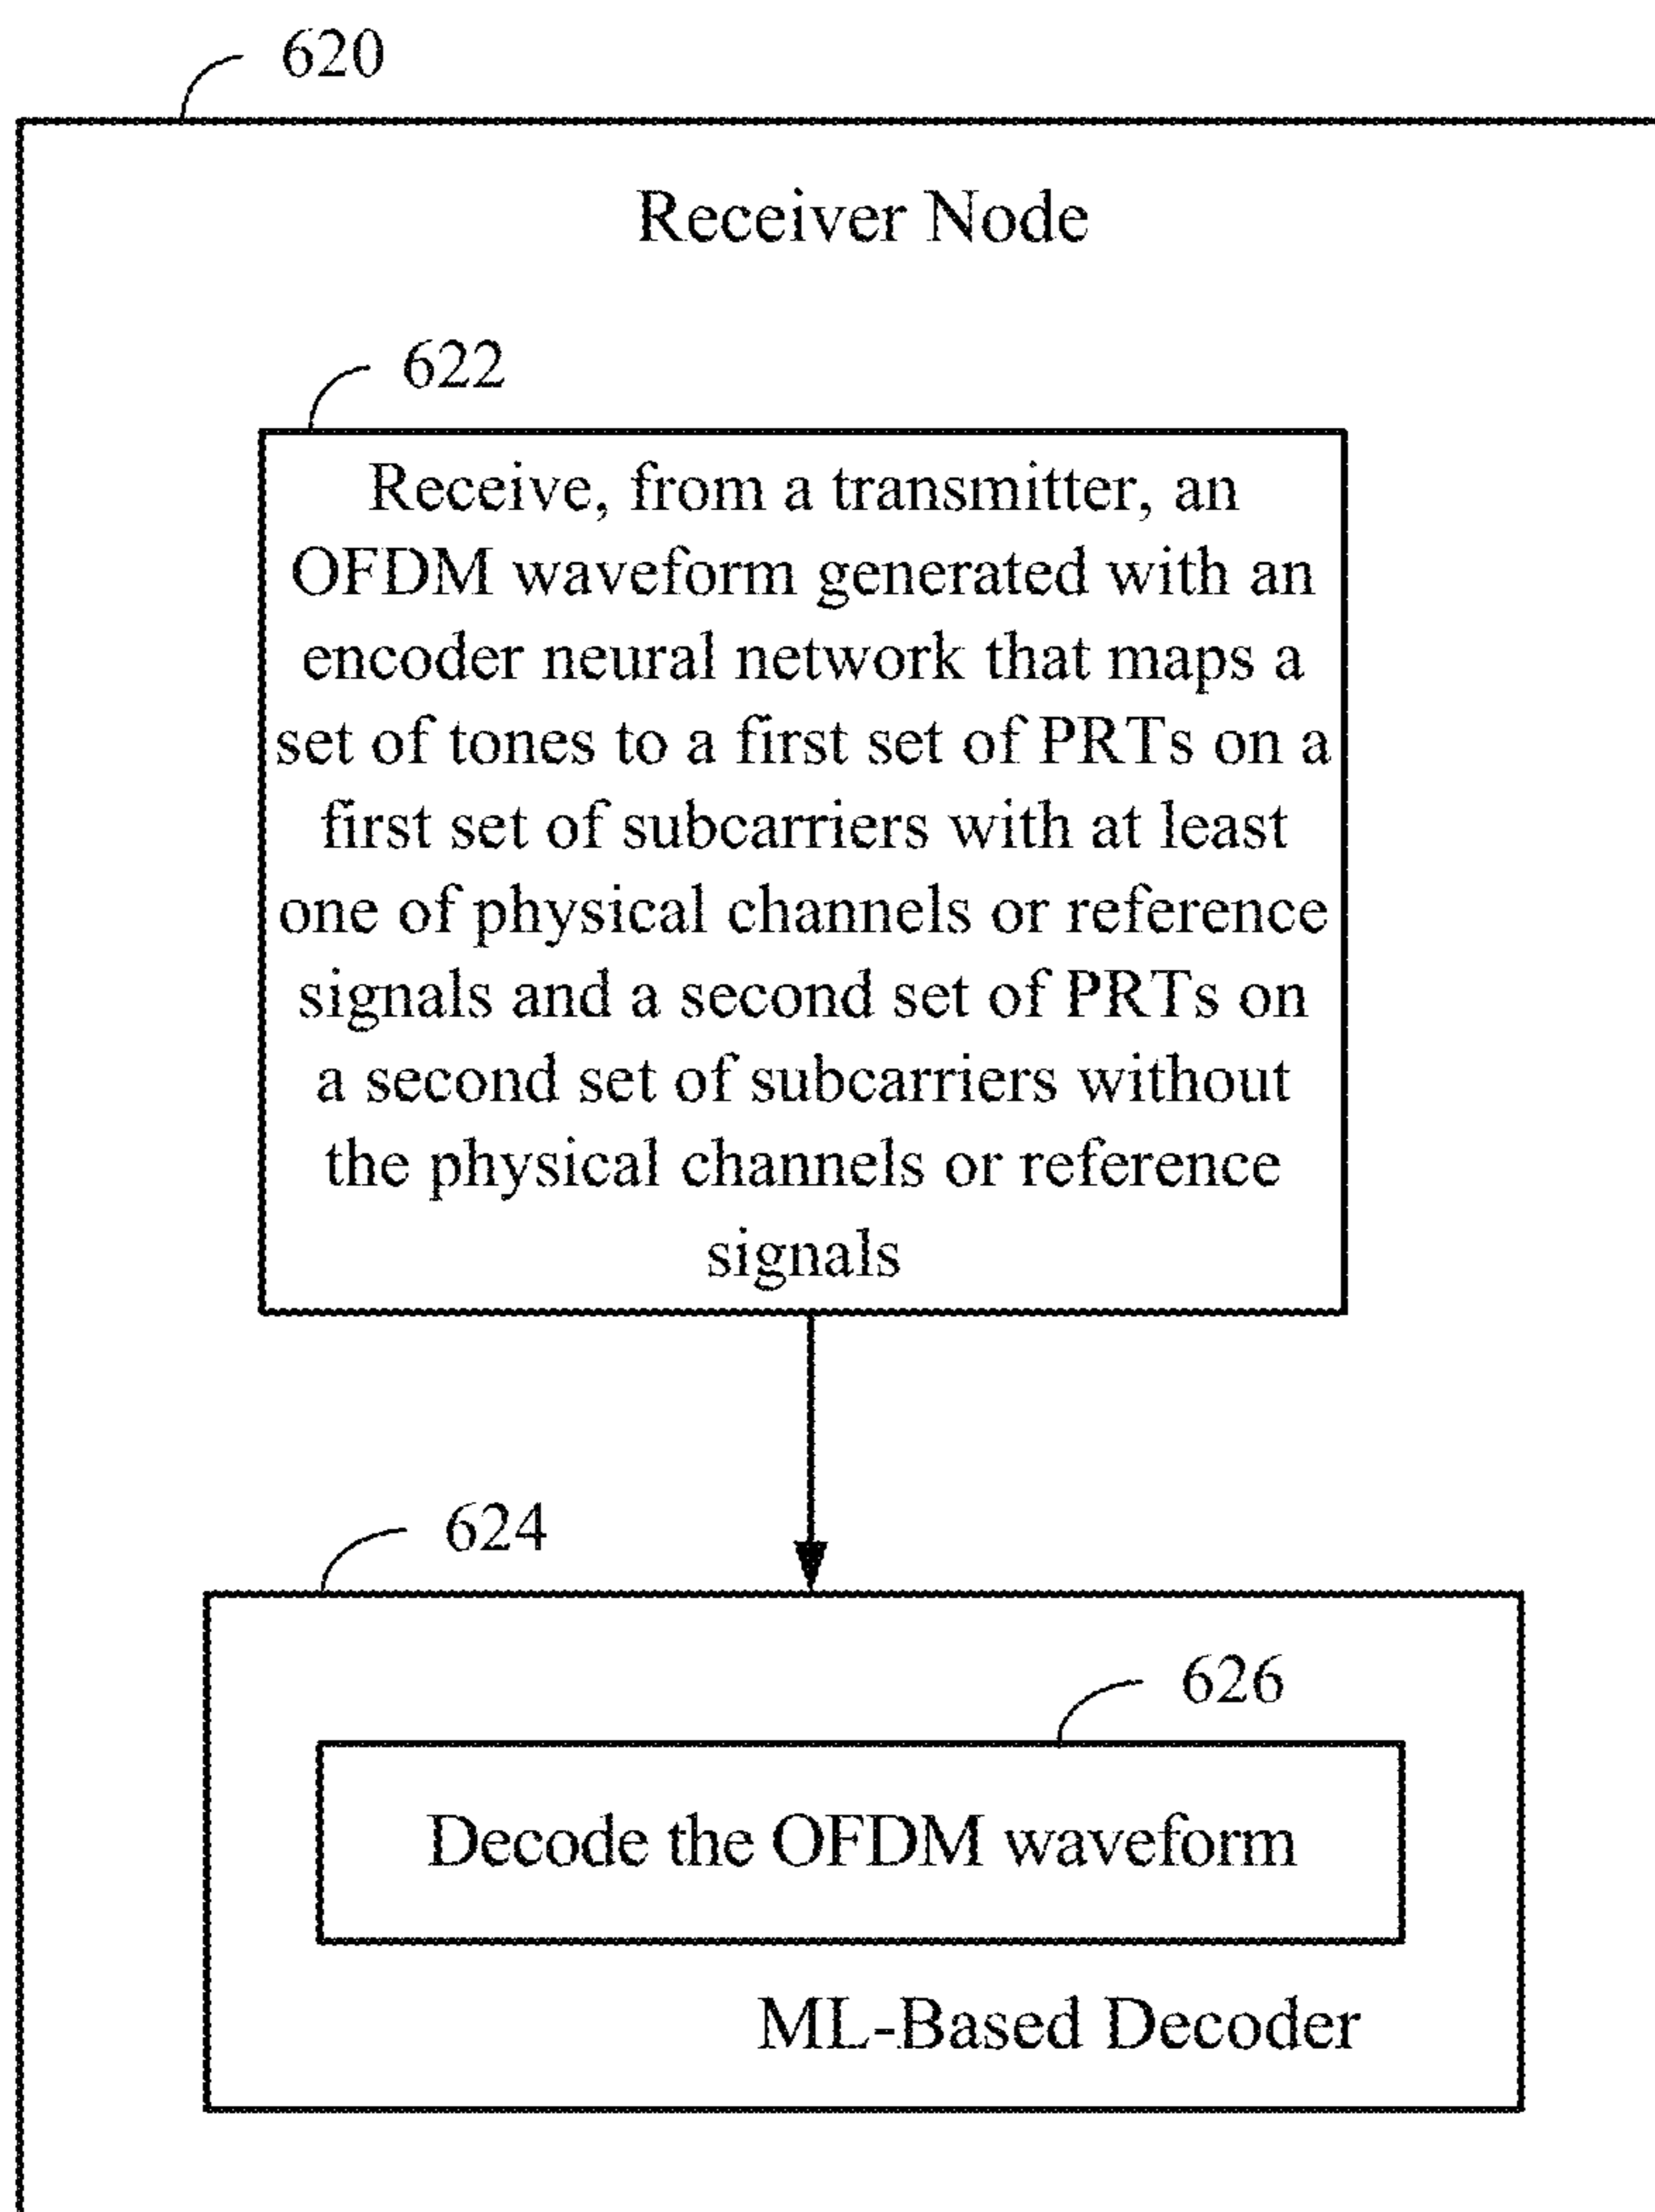 620
Receiver Node
622
Receive, from a transmitter, an
OFDM waveform generated with an
encoder neural network that maps a
set of tones to a first set of PRTs on a
first set of subcarriers with at least
one of physical channels or reference
signals and a second set of PRTs on
a second set of subcarriers without
the physical channels or reference
signals
624
626
Decode the OFDM waveform
ML-Based Decoder